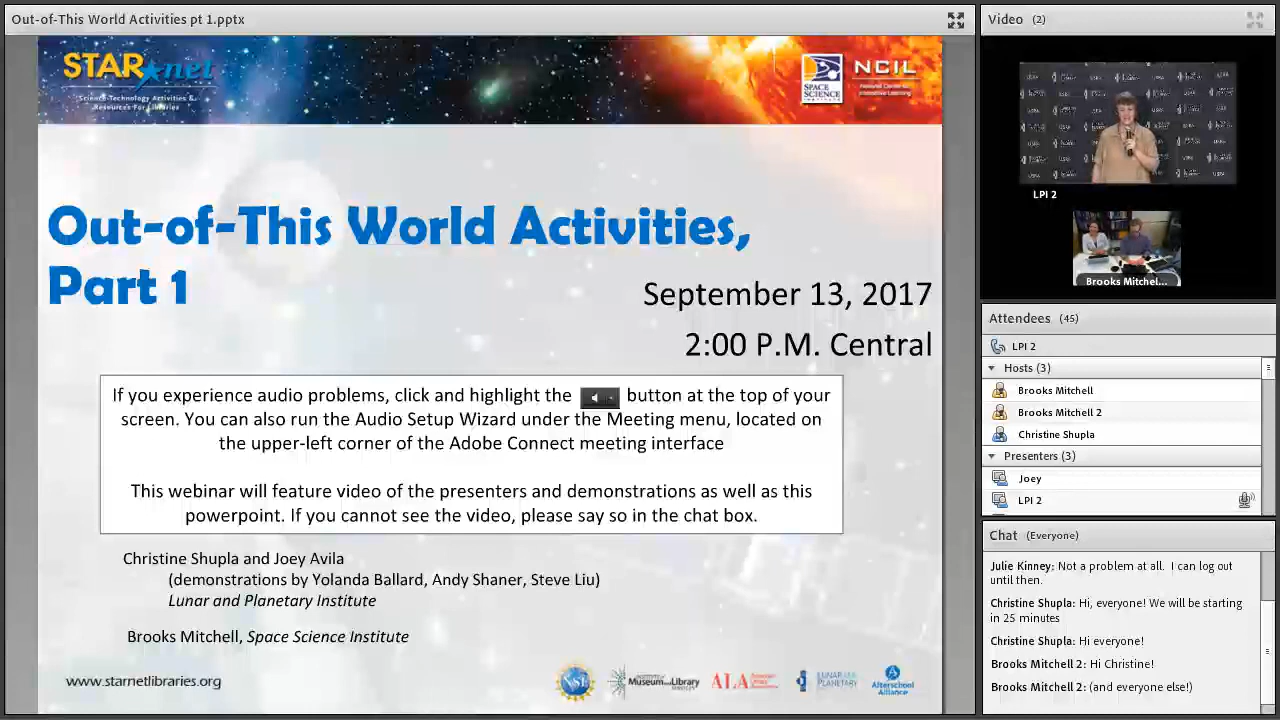 Out-of-This World Activities pt 1.pptx
STAR net
Science-Technology Activities &
Resources For Libraries
SPACE
SCIENCE
INSTITUTE
NCIL
National Center for
Interactive Learning
Out-of-This World Activities,
Part 1
September 13, 2017
2:00 P.M. Central
If you experience audio problems, click and highlight the button at the top of your
screen. You can also run the Audio Setup Wizard under the Meeting menu, located on
the upper-left corner of the Adobe Connect meeting interface
This webinar will feature video of the presenters and demonstrations as well as this
powerpoint. If you cannot see the video, please say so in the chat box.
Christine Shupla and Joey Avila
(demonstrations by Yolanda Ballard, Andy Shaner, Steve Liu)
Lunar and Planetary Institute
Brooks Mitchell, Space Science Institute
www.starnetlibraries.org
NSF
Museum and Library
ALA
LUNAR
PLANETARY
Afterschool
Alliance
Video (2)
LPI 2
Brooks Mitchel...
Attendees (45)
LPI 2
Hosts (3)
Brooks Mitchell
Brooks Mitchell 2
Christine Shupla
Presenters (3)
Joey
LPI 2
Chat (Everyone)
Julie Kinney: Not a problem at all. I can log out
until then.
Christine Shupla: Hi, everyone! We will be starting
in 25 minutes
Christine Shupla: Hi everyone!
Brooks Mitchell 2: Hi Christine!
Brooks Mitchell 2: (and everyone else!)